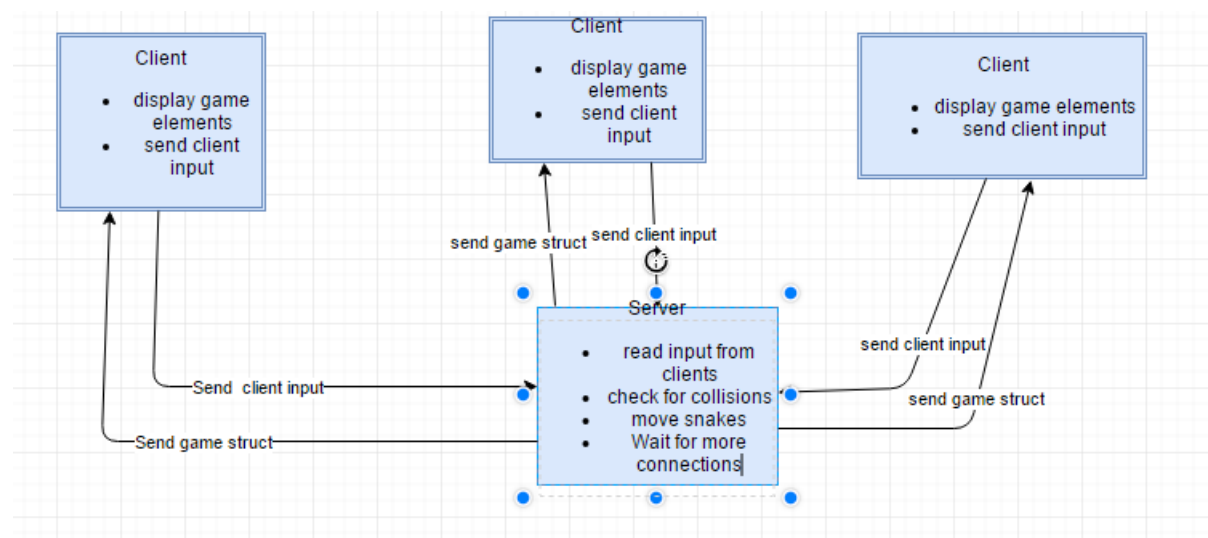 Client
• display game
elements
• send client
input
Client
• display game
elements
• send client
input
Client
• display game elements
• send client input
send game struct
send client input
Server
• read input from
clients
• check for collisions
• move snakes
• Wait for more
connections
Send client input
Send game struct
send client input
send game struct